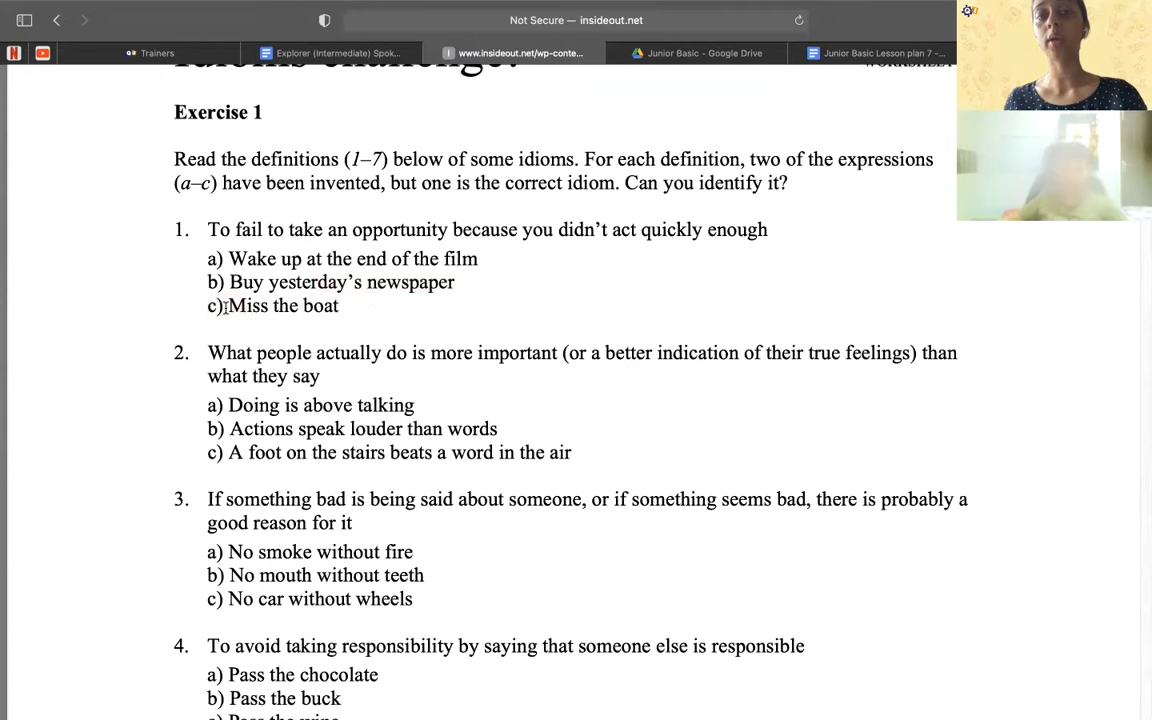 Not Secure — insideout.net
Trainers
Explorer (Intermediate) Spok...
www.insideout.net/wp-conte...
Junior Basic - Google Drive
Junior Basic Lesson plan 7 –...
Idioms challenge!
WORKSHEET
Exercise 1
Read the definitions (1–7) below of some idioms. For each definition, two of the expressions
(a–c) have been invented, but one is the correct idiom. Can you identify it?
1. To fail to take an opportunity because you didn’t act quickly enough
a) Wake up at the end of the film
b) Buy yesterday’s newspaper
c) Miss the boat
2. What people actually do is more important (or a better indication of their true feelings) than
what they say
a) Doing is above talking
b) Actions speak louder than words
c) A foot on the stairs beats a word in the air
3. If something bad is being said about someone, or if something seems bad, there is probably a
good reason for it
a) No smoke without fire
b) No mouth without teeth
c) No car without wheels
4. To avoid taking responsibility by saying that someone else is responsible
a) Pass the chocolate
b) Pass the buck
c) Pass the wine